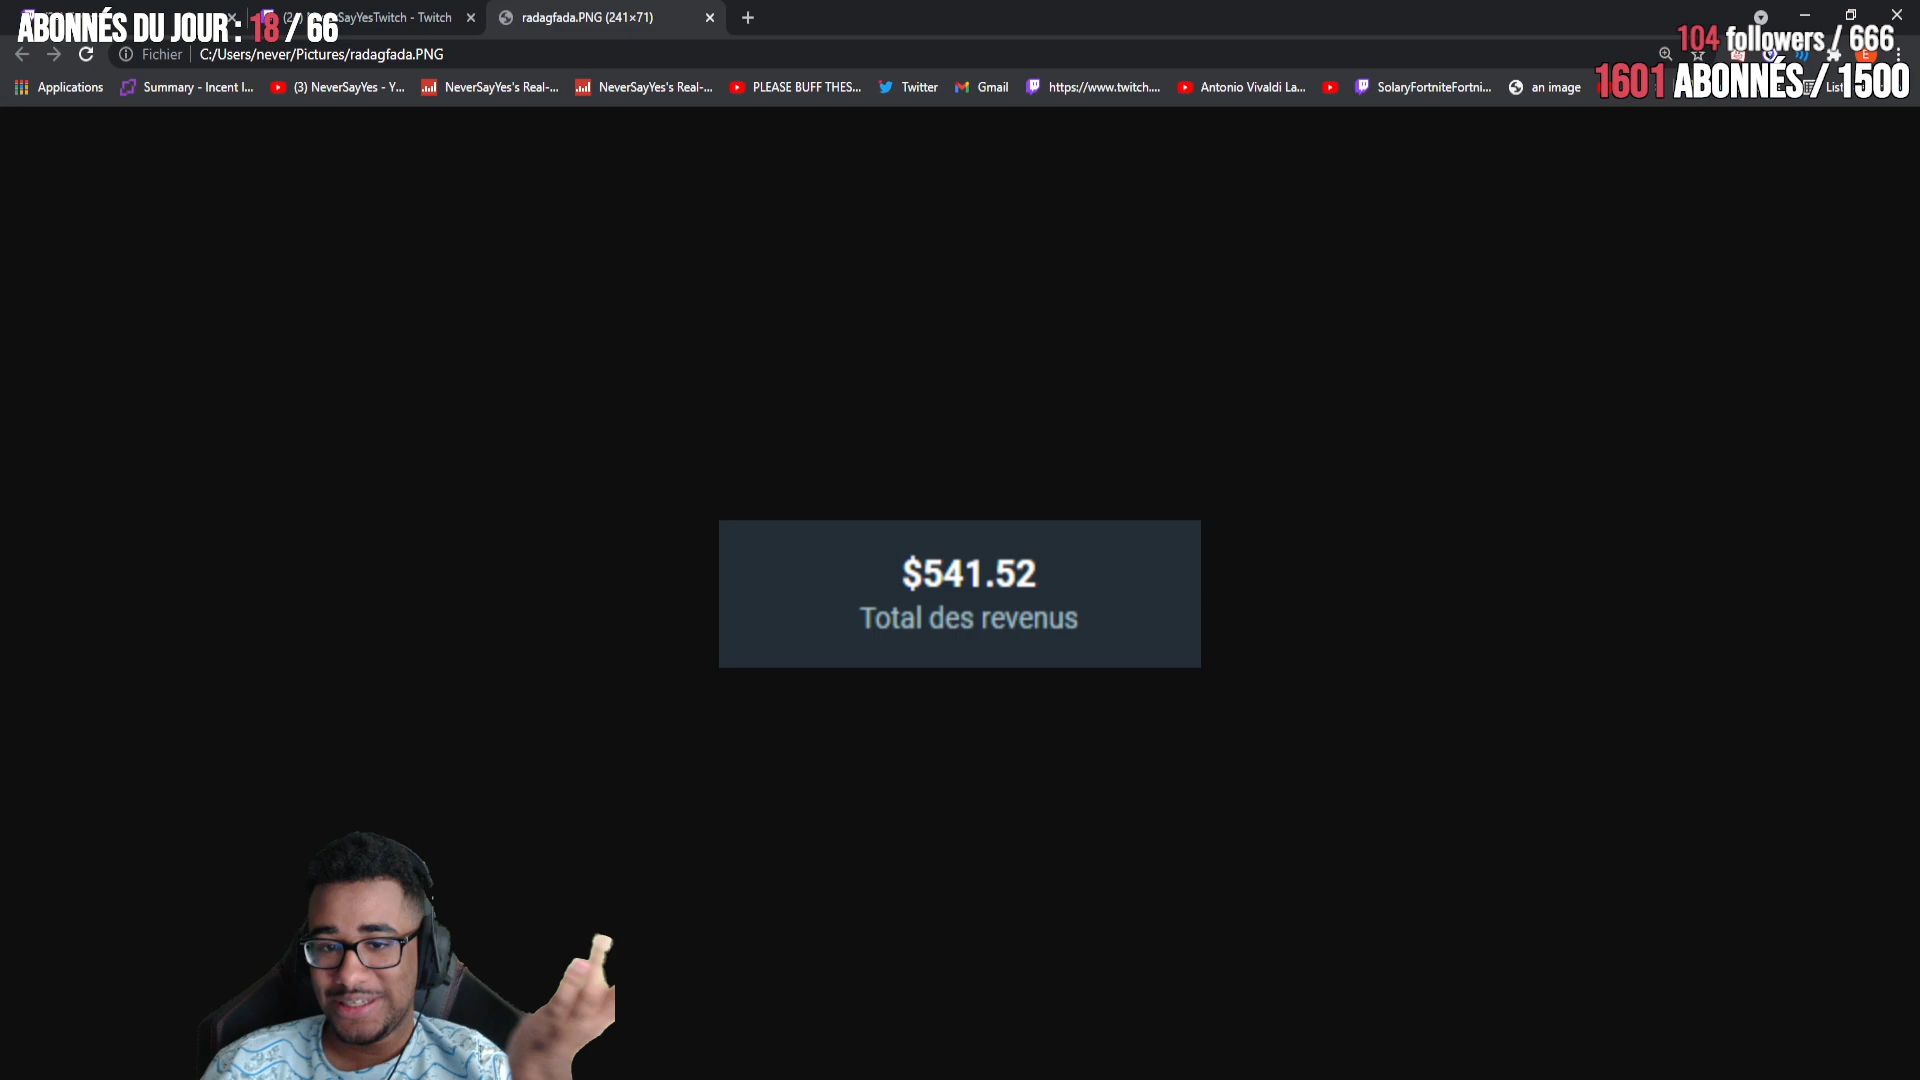 ABONNÉS DU JOUR : 18 / 66
SayYesTwitch - Twitch
radagfada.PNG (241×71)
104 followers / 666
Fichier
C:/Users/never/Pictures/radagfada.PNG
1601 ABONNÉS / 1500
Applications
Summary - Incent I...
(3) NeverSayYes - Y...
NeverSayYes's Real-...
NeverSayYes's Real-...
PLEASE BUFF THES...
Twitter
Gmail
https://www.twitch....
Antonio Vivaldi La...
SolaryFortniteFortni...
an image
$541.52
Total des revenus